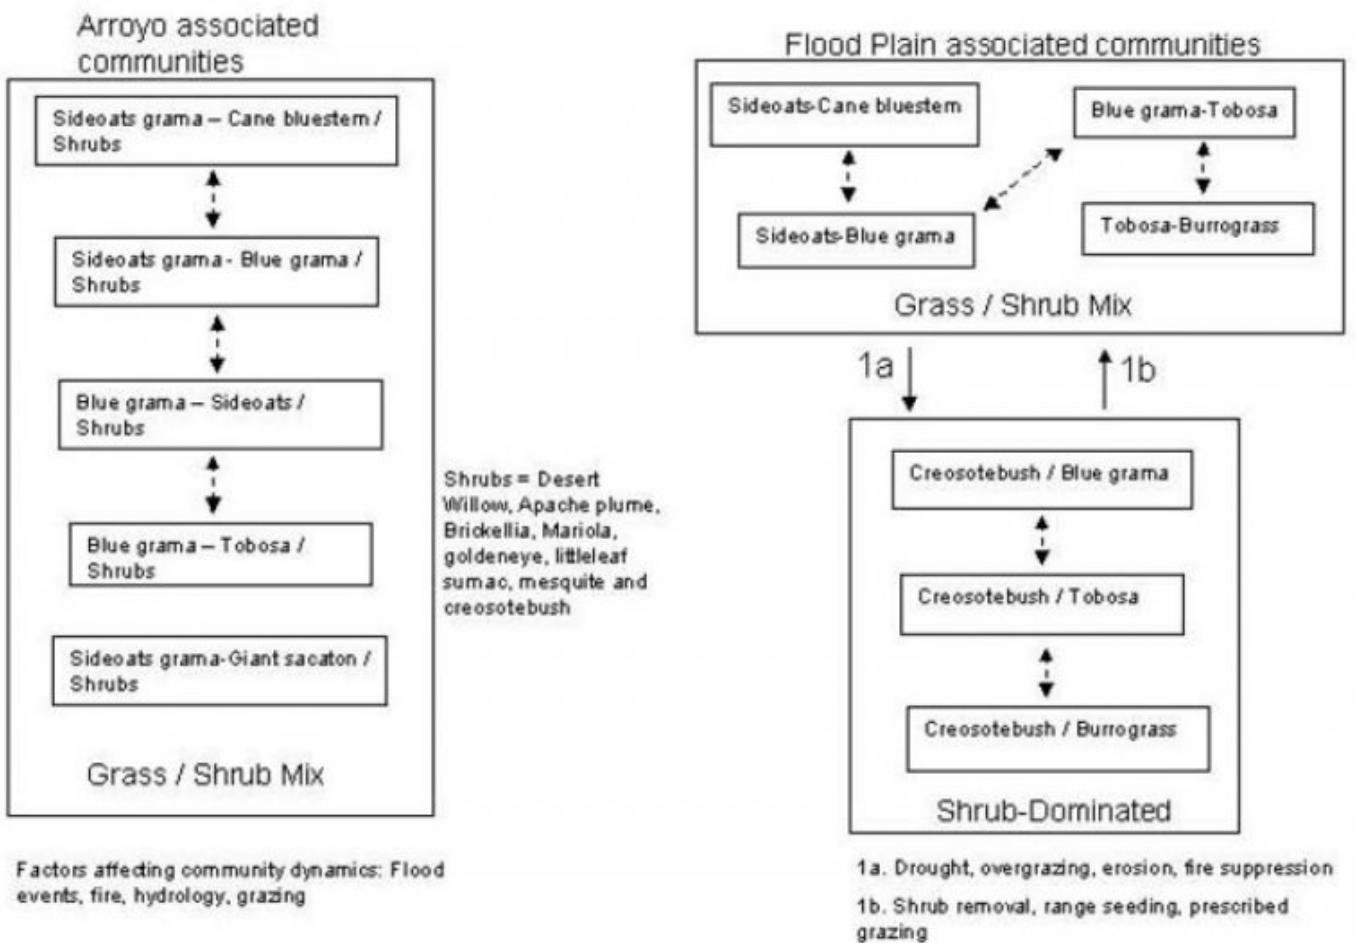 Arroyo associated
communities
Sideoats grama – Cane bluestem /
Shrubs
Sideoats grama - Blue grama /
Shrubs
Blue grama – Sideoats /
Shrubs
Blue grama – Tobosa /
Shrubs
Sideoats grama-Giant sacaton /
Shrubs
Grass / Shrub Mix
Factors affecting community dynamics: Flood
events, fire, hydrology, grazing
Shrubs = Desert
Willow, Apache plume,
Brickellia, Mariola,
goldeneye, littleleaf
sumac, mesquite and
creosotebush
Flood Plain associated communities
Sideoats-Cane bluestem
Blue grama-Tobosa
Sideoats-Blue grama
Tobosa-Burrograss
Grass / Shrub Mix
1a
1b
Creosotebush / Blue grama
Creosotebush / Tobosa
Creosotebush / Burrograss
Shrub-Dominated
1a. Drought, overgrazing, erosion, fire suppression
1b. Shrub removal, range seeding, prescribed
grazing